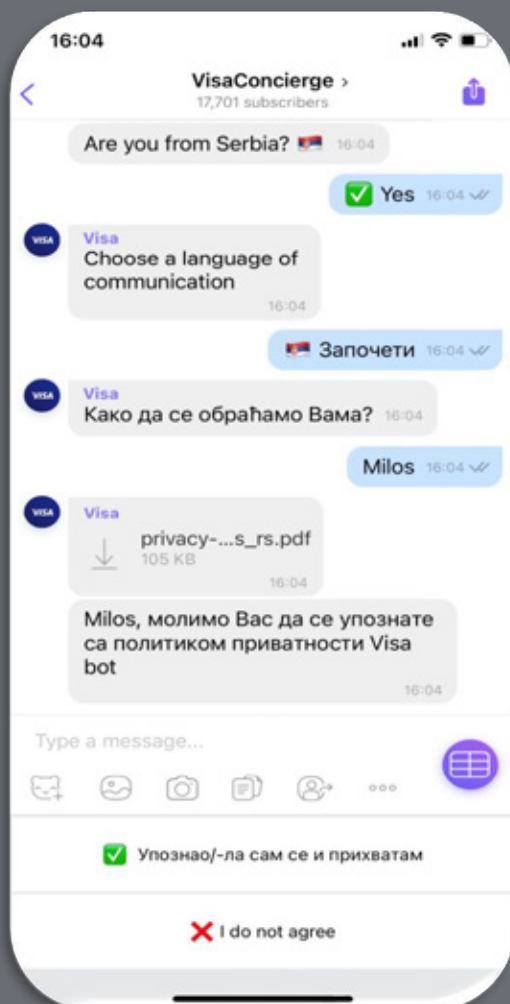 16:04
VisaConcierge ›
17,701 subscribers
Are you from Serbia? 🇷🇸 16:04
✅ Yes 16:04
VISA
Visa
Choose a language of
communication
16:04
🇷🇸 Започети 16:04
VISA
Visa
Како да се обраћамо Вама? 16:04
Milos 16:04
VISA
Visa
privacy-...s_rs.pdf
105 KB
16:04
Milos, молимо Вас да се упознате
са политиком приватности Visa
bot
16:04
Type a message...
✅ Упознао/-ла сам се и прихватам
❌ I do not agree